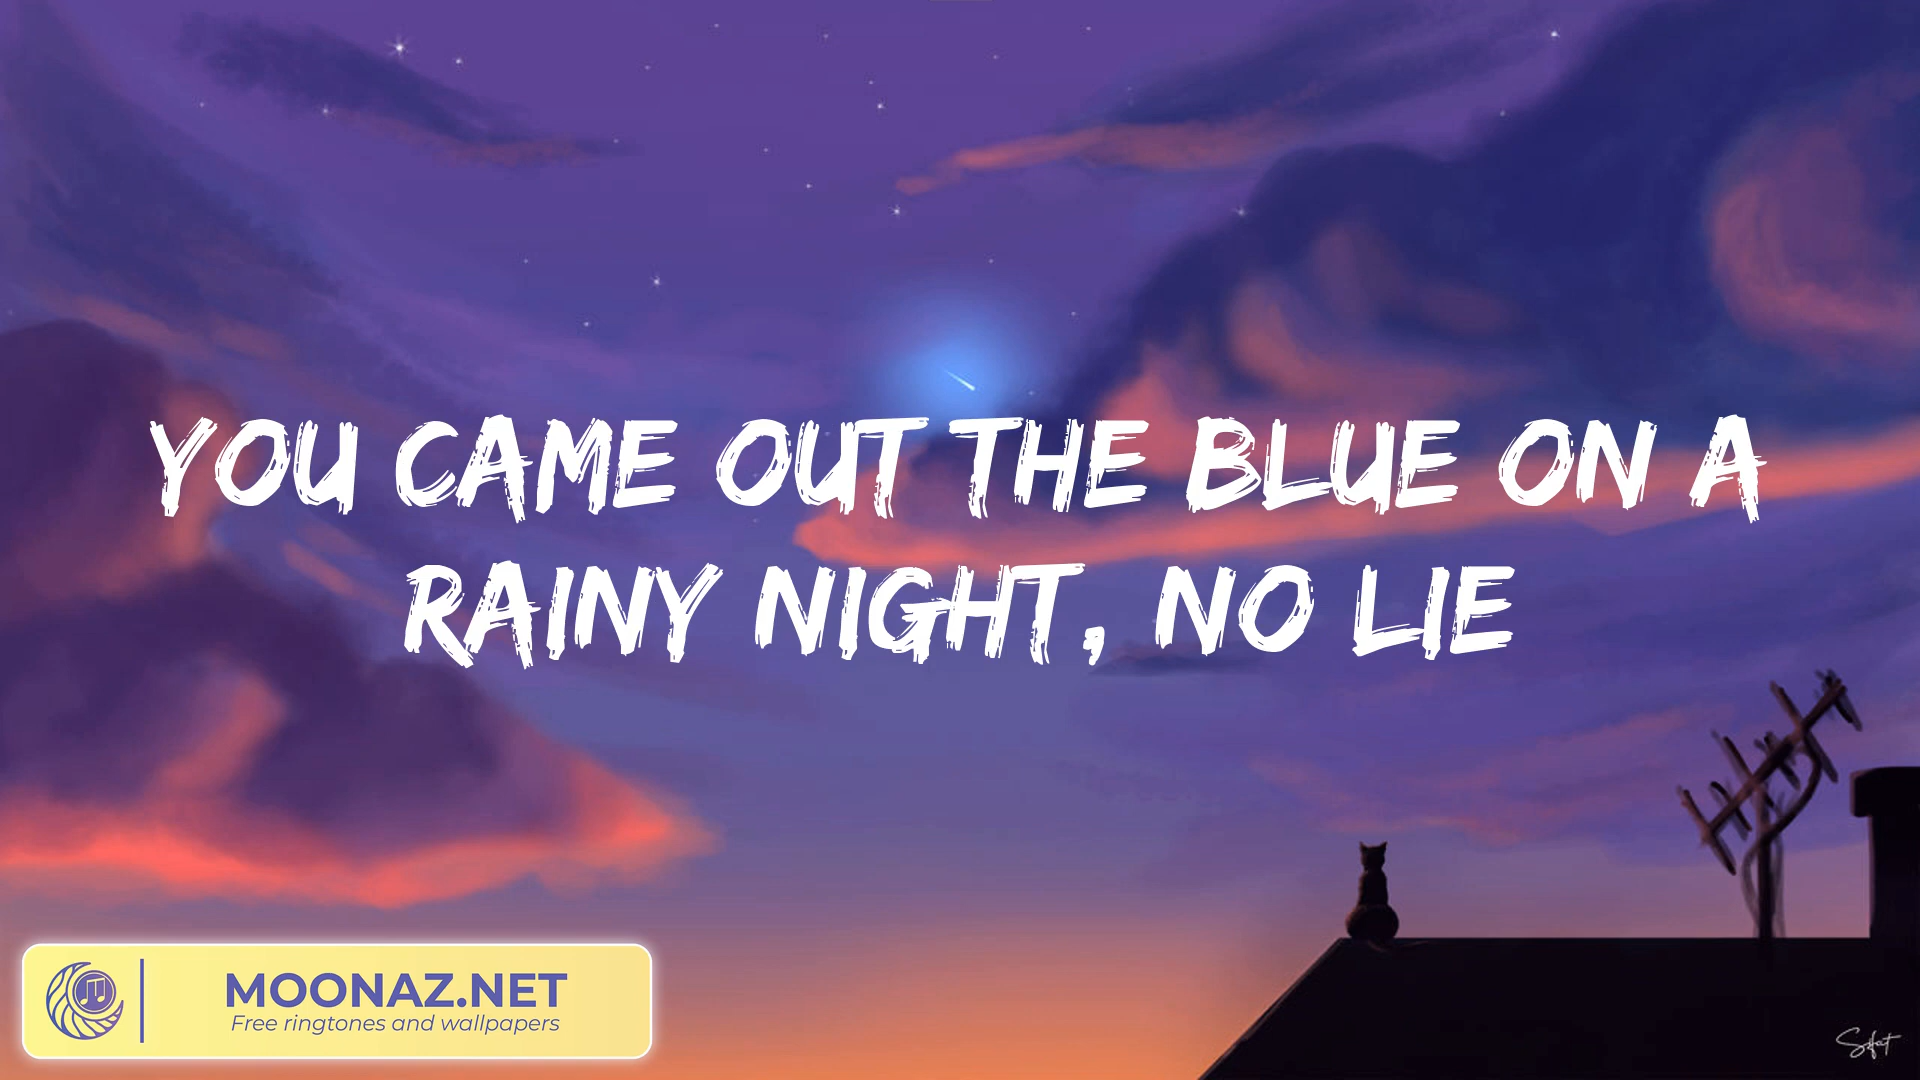 YOU CAME OUT THE BLUE ON A
RAINY NIGHT, NO LIE
MOONAZ.NET
Free ringtones and wallpapers